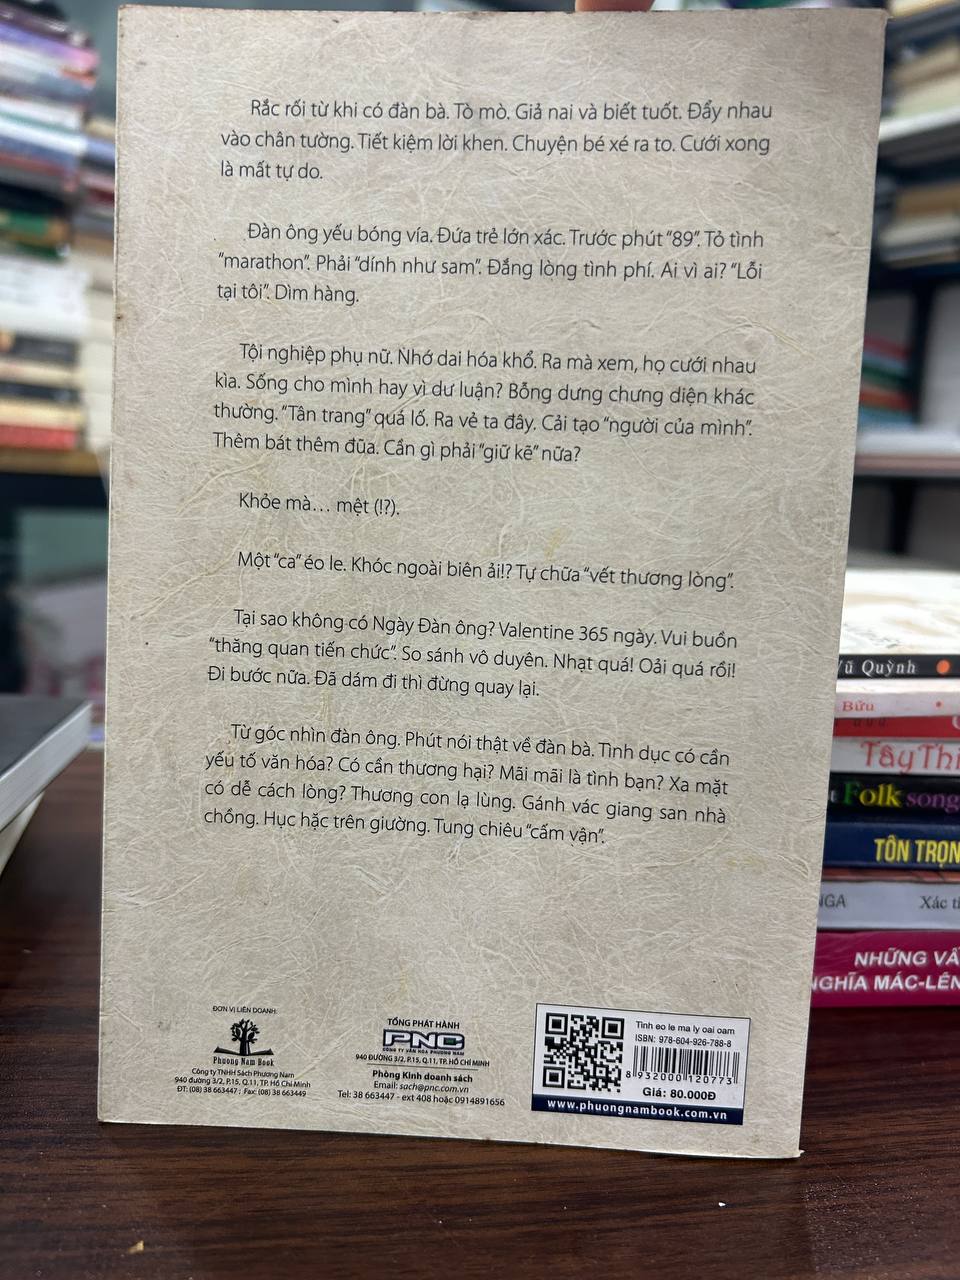 Rắc rối từ khi có đàn bà. Tò mò. Giả nai và biết tuốt. Đẩy nhau
vào chân tường. Tiết kiệm lời khen. Chuyện bé xé ra to. Cưới xong
là mất tự do.
Đàn ông yếu bóng vía. Đứa trẻ lớn xác. Trước phút “89”. Tỏ tình
“marathon”. Phải “dính như sam”. Đắng lòng tình phí. Ai vì ai? “Lỗi
tại tôi”. Dìm hàng.
Tội nghiệp phụ nữ. Nhớ dai hóa khổ. Ra mà xem, họ cưới nhau
kìa. Sống cho mình hay vì dư luận? Bỗng dưng chưng diện khác
thường. “Tân trang” quá lố. Ra vẻ ta đây. Cải tạo “người của mình”.
Thêm bát thêm đũa. Cần gì phải “giữ kẽ” nữa?
Khỏe mà… mệt (!?).
Một “ca” éo le. Khóc ngoài biên ải!? Tự chữa “vết thương lòng”.
Tại sao không có Ngày Đàn ông? Valentine 365 ngày. Vui buồn
“thăng quan tiến chức”. So sánh vô duyên. Nhạt quá! Oải quá rồi!
Đi bước nữa. Đã dám đi thì đừng quay lại.
Từ góc nhìn đàn ông. Phút nói thật về đàn bà. Tình dục có cần
yếu tố văn hóa? Có cần thương hại? Mãi mãi là tình bạn? Xa mặt
có dễ cách lòng? Thương con lạ lùng. Gánh vác giang san nhà
chồng. Hục hặc trên giường. Tung chiêu “cấm vận”.
ĐƠN VỊ LIÊN DOANH:
Phuong Nam Book
Công ty TNHH Sách Phương Nam
940 đường 3/2, P.15, Q.11, TP. Hồ Chí Minh
ĐT: (08) 38 663447 ; Fax: (08) 38 663449
TỔNG PHÁT HÀNH
PNC
CÔNG TY VĂN HÓA PHƯƠNG NAM
940 ĐƯỜNG 3/2, P.15, Q.11, TP. HỒ CHÍ MINH
Phòng Kinh doanh sách
Email: sach@pnc.com.vn
Tel: 38 663447 - ext 408 hoặc 0914891656
Tinh eo le ma ly oai oam
ISBN: 978-604-926-788-8
8 932000 120773
Giá: 80.000Đ
www.phuongnambook.com.vn
Vũ Quỳnh
Bửu
Tây Thi
Folk song
TÔN TRỌN
NGA Xác
NHỮNG VẤ
NGHĨA MÁC-LÊN